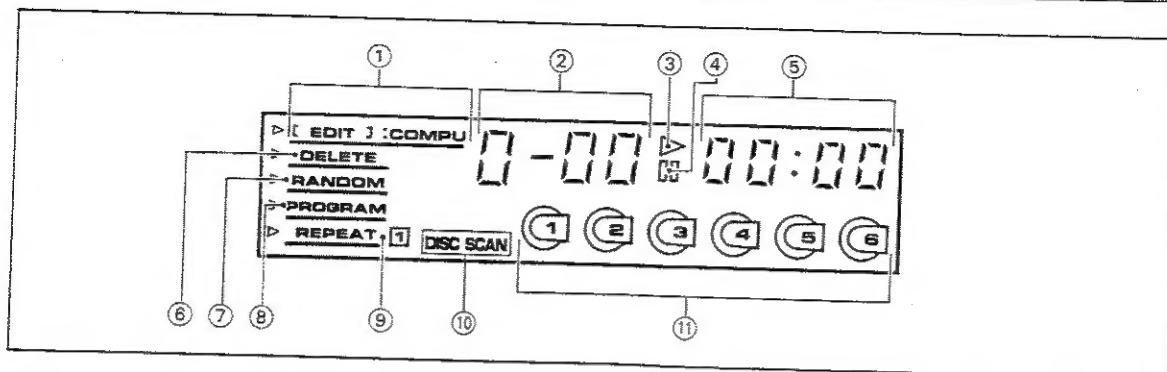 ① ② ③ ④ ⑤
[ EDIT ] :COMPU 0-00 00:00
DELETE
RANDOM
PROGRAM
REPEAT 1 DISC SCAN 1 2 3 4 5 6
⑥ ⑦ ⑧ ⑨ ⑩ ⑪